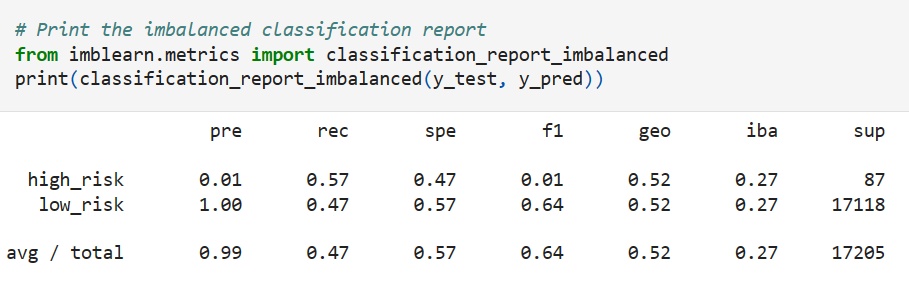 # Print the imbalanced classification report
from imblearn.metrics import classification_report_imbalanced
print(classification_report_imbalanced(y_test, y_pred))
pre rec spe f1 geo iba sup
high_risk 0.01 0.57 0.47 0.01 0.52 0.27 87
low_risk 1.00 0.47 0.57 0.64 0.52 0.27 17118
avg / total 0.99 0.47 0.57 0.64 0.52 0.27 17205